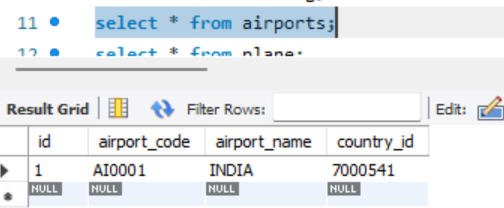 11 select * from airports;
12 select * from plane;
Result Grid Filter Rows: Edit:
id airport_code airport_name country_id
1 AI0001 INDIA 7000541
NULL NULL NULL NULL